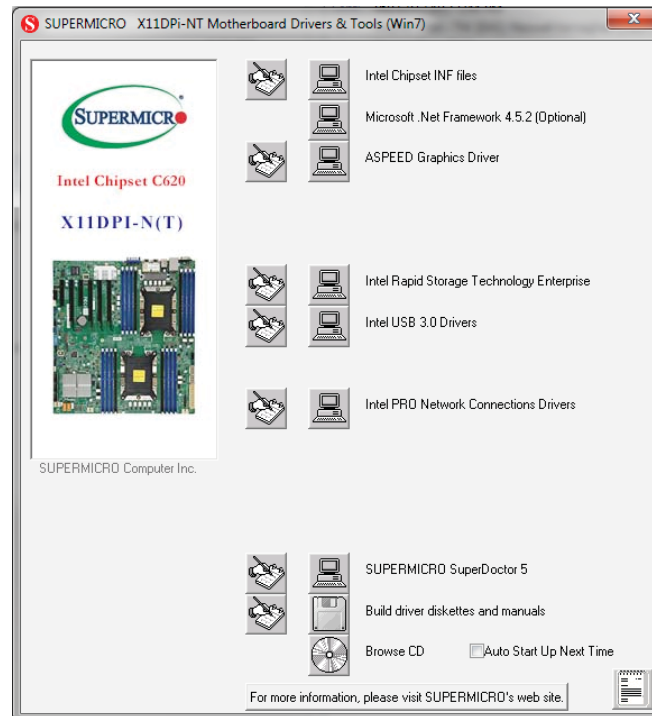 SUPERMICRO X11DPi-NT Motherboard Drivers & Tools (Win7)
SUPERMICRO
Intel Chipset C620
X11DPI-N(T)
SUPERMICRO Computer Inc.
Intel Chipset INF files
Microsoft .Net Framework 4.5.2 (Optional)
ASPEED Graphics Driver
Intel Rapid Storage Technology Enterprise
Intel USB 3.0 Drivers
Intel PRO Network Connections Drivers
SUPERMICRO SuperDoctor 5
Build driver diskettes and manuals
Browse CD
Auto Start Up Next Time
For more information, please visit SUPERMICRO's web site.